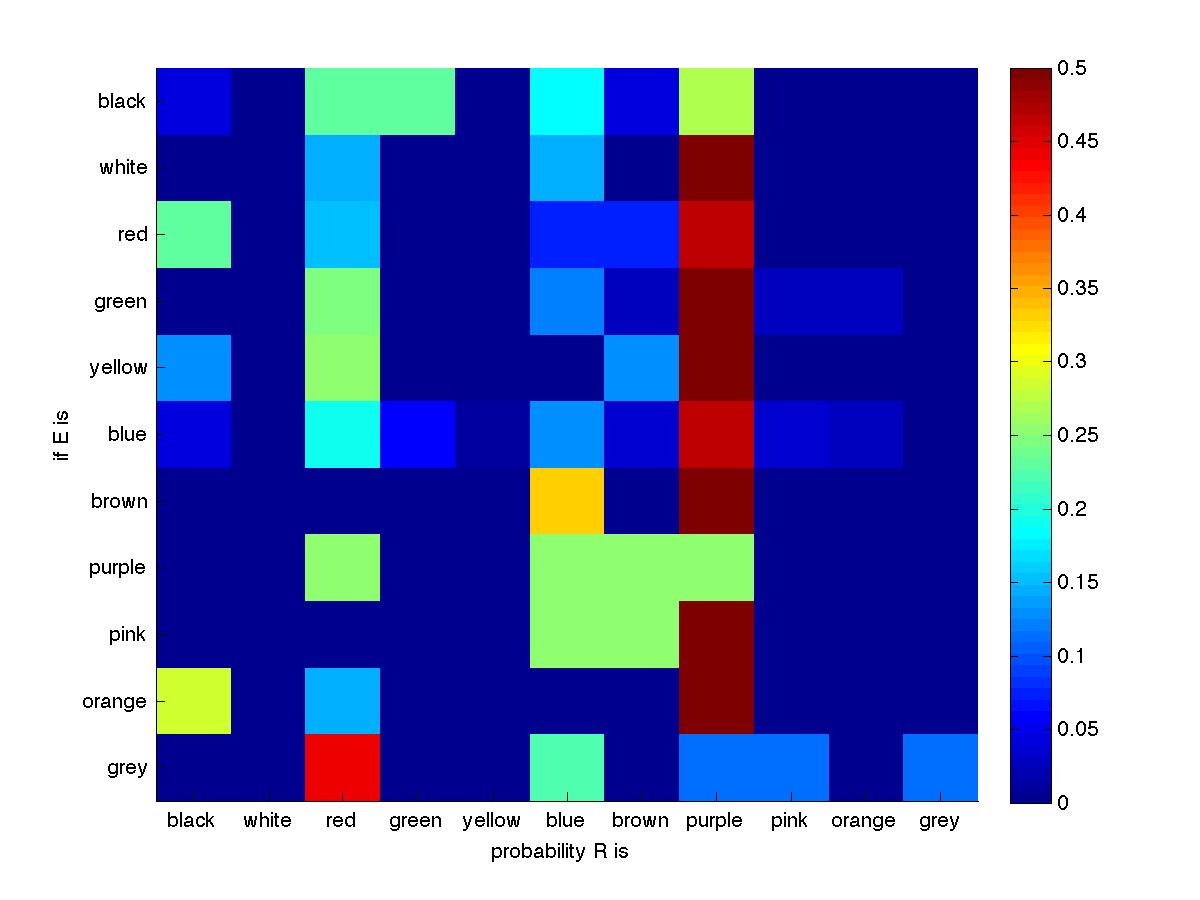 black
white
red
green
yellow
blue
brown
purple
pink
orange
grey
if E is
black white red green yellow blue brown purple pink orange grey
probability R is
0.5
0.45
0.4
0.35
0.3
0.25
0.2
0.15
0.1
0.05
0